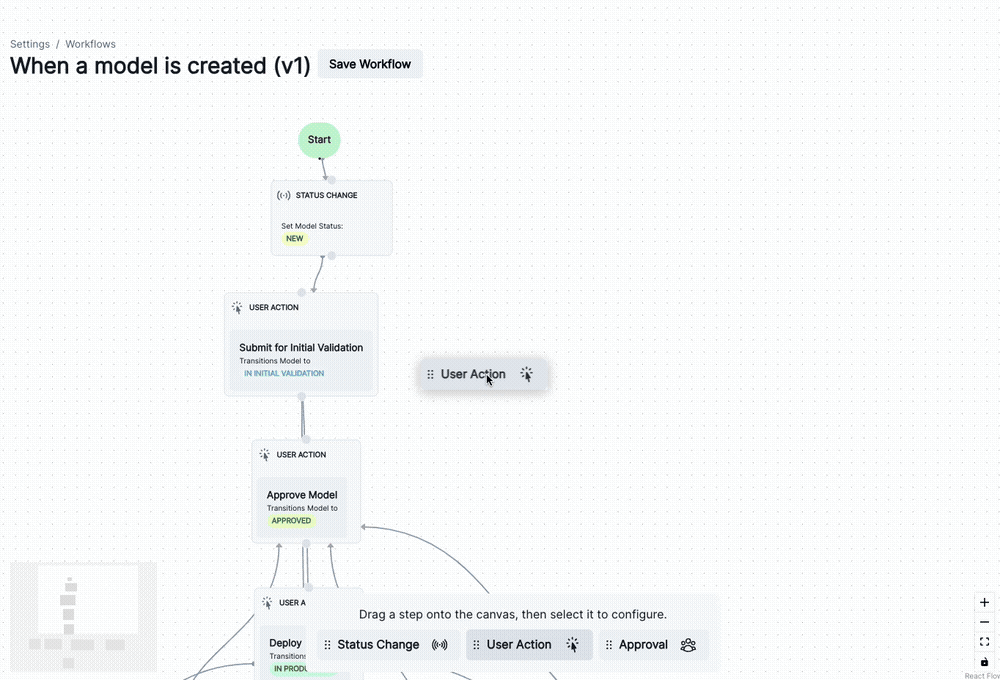 Settings / Workflows
When a model is created (v1)
Save Workflow
Start
STATUS CHANGE
Set Model Status:
NEW
USER ACTION
Submit for Initial Validation
Transitions Model to
IN INITIAL VALIDATION
User Action
USER ACTION
Approve Model
Transitions Model to
APPROVED
USER A
Deploy
Transitions
IN PRODU
Drag a step onto the canvas, then select it to configure.
Status Change
User Action
Approval
React Flow